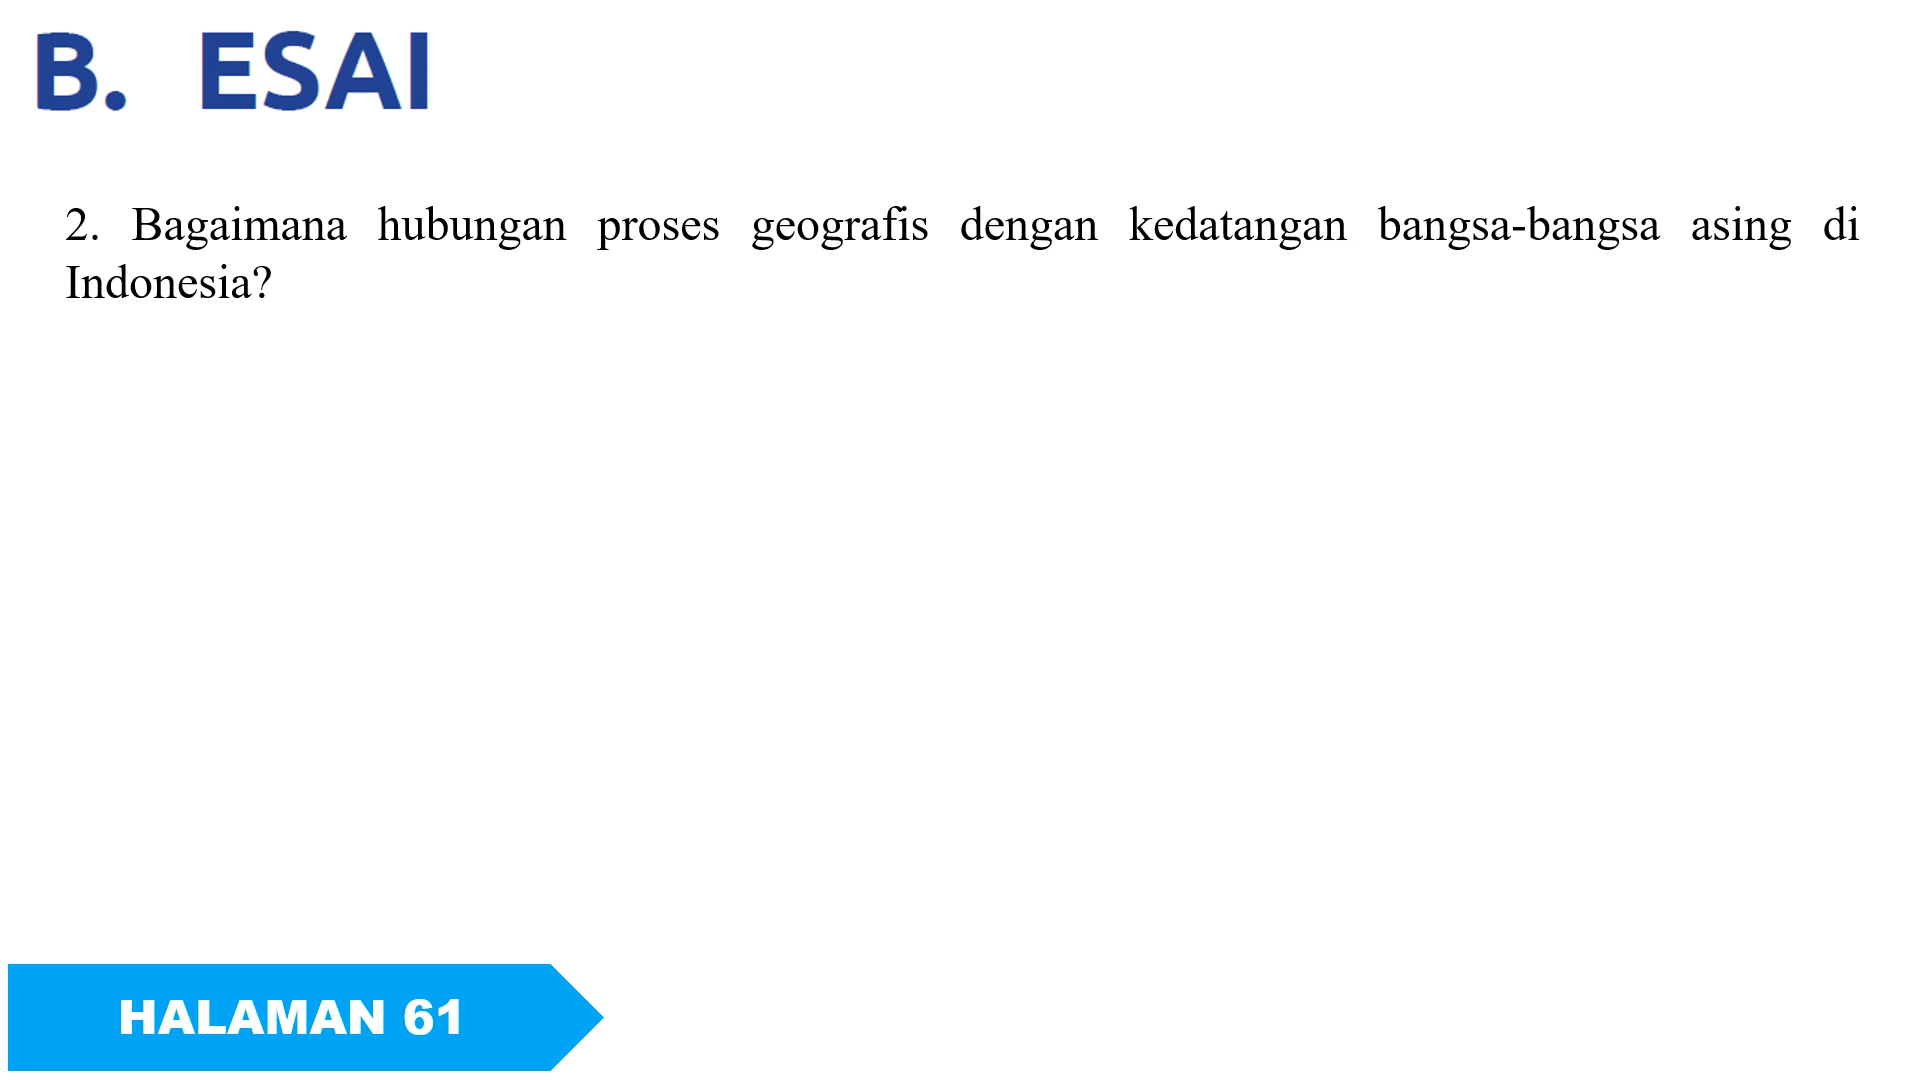 B. ESAI
2. Bagaimana hubungan proses geografis dengan kedatangan bangsa-bangsa asing di
Indonesia?
HALAMAN 61